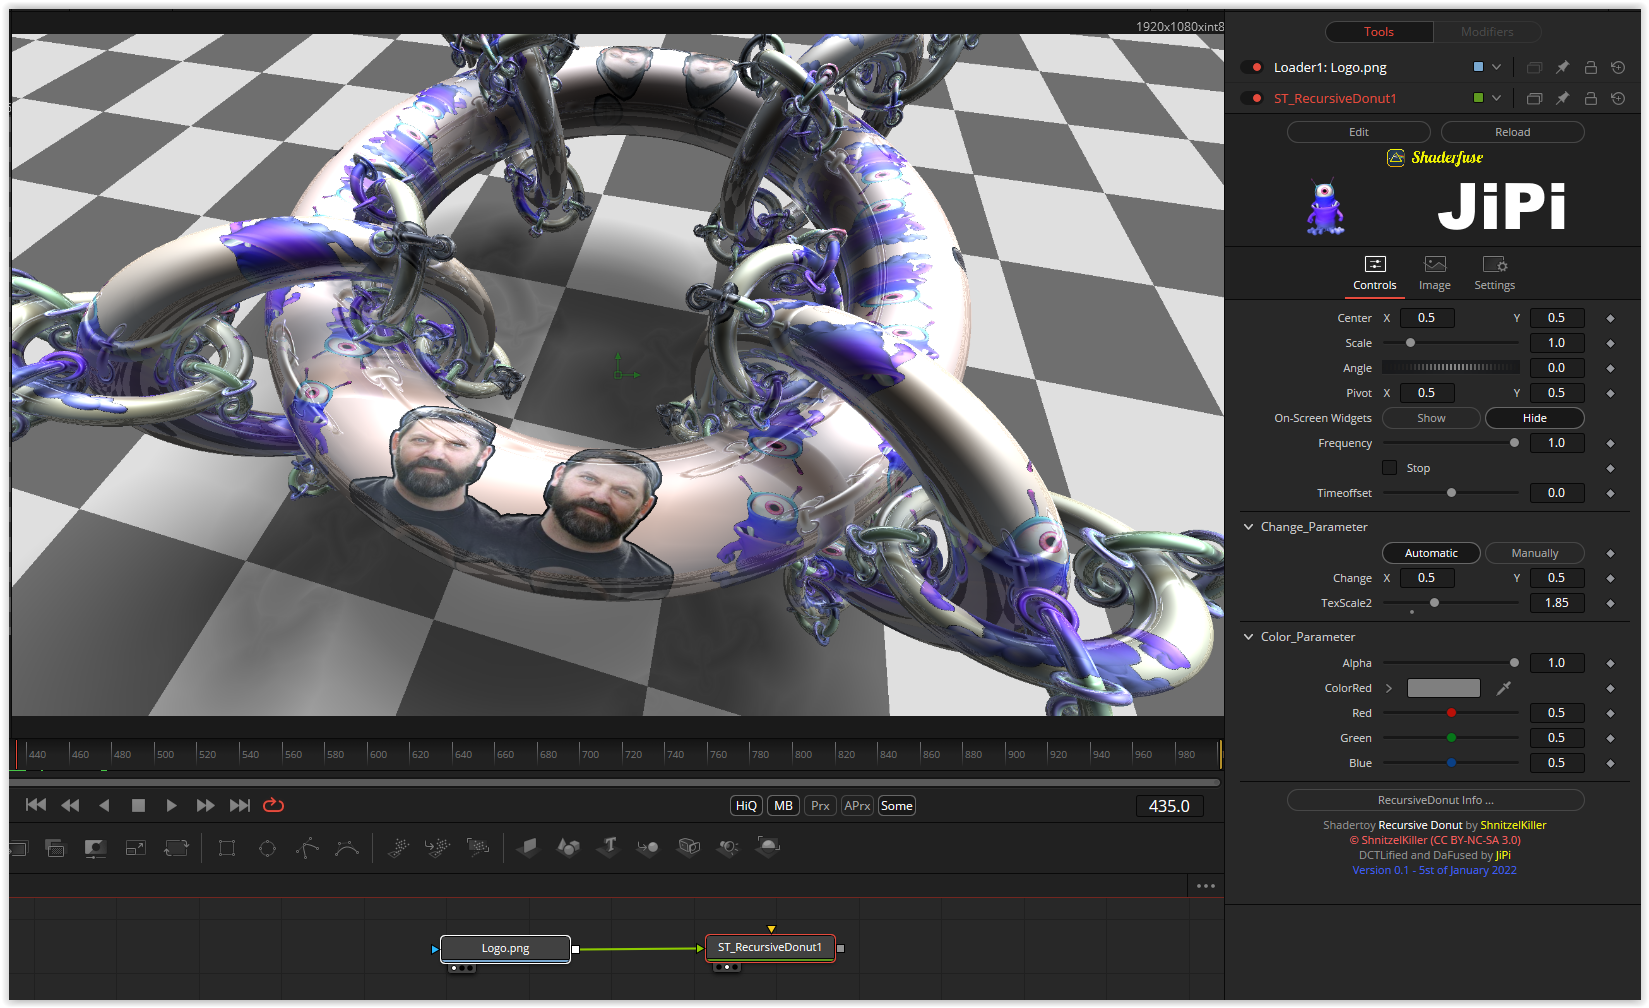 1920x1080xint8
Tools
Modifiers
Loader1: Logo.png
ST_RecursiveDonut1
Edit
Reload
Shaderfuse
JiPi
Controls
Image
Settings
Center X 0.5 Y 0.5
Scale 1.0
Angle 0.0
Pivot X 0.5 Y 0.5
On-Screen Widgets Show Hide
Frequency 1.0
Stop
Timeoffset 0.0
Change_Parameter
Automatic Manually
Change X 0.5 Y 0.5
TexScale2 1.85
Color_Parameter
Alpha 1.0
ColorRed
Red 0.5
Green 0.5
Blue 0.5
RecursiveDonut Info ...
Shadertoy Recursive Donut by ShnitzelKiller
© ShnitzelKiller (CC BY-NC-SA 3.0)
DCTLified and DaFused by JiPi
Version 0.1 - 5st of January 2022
440 460 480 500 520 540 560 580 600 620 640 660 680 700 720 740 760 780 800 820 840 860 880 900 920 940 960 980
HiQ MB Prx APrx Some
435.0
Logo.png
ST_RecursiveDonut1